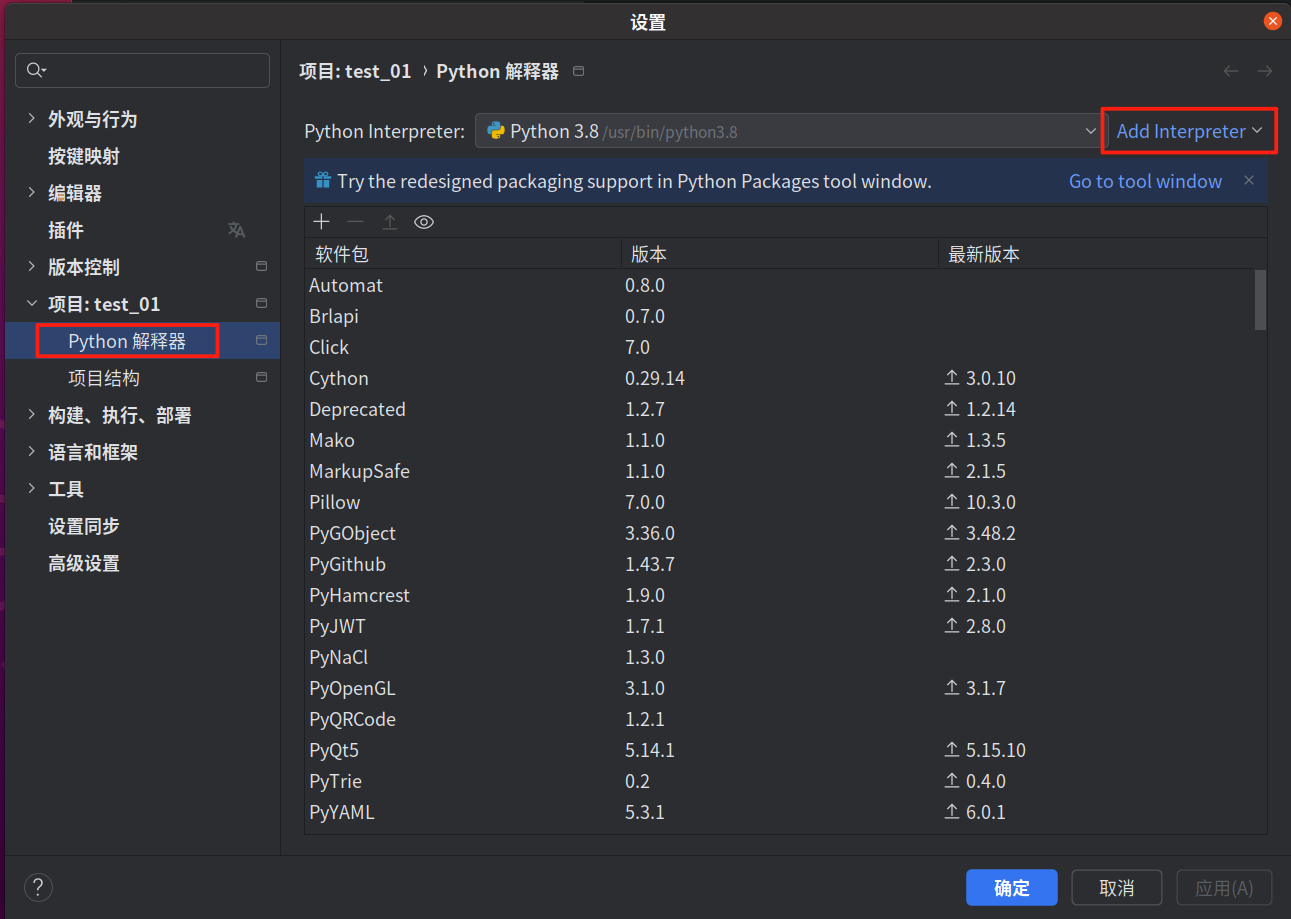 设置
项目: test_01 › Python 解释器
外观与行为
按键映射
编辑器
插件
版本控制
项目: test_01
Python 解释器
项目结构
构建、执行、部署
语言和框架
工具
设置同步
高级设置
Python Interpreter: Python 3.8 /usr/bin/python3.8 Add Interpreter
Try the redesigned packaging support in Python Packages tool window. Go to tool window
软件包 版本 最新版本
Automat 0.8.0
Brlapi 0.7.0
Click 7.0
Cython 0.29.14 3.0.10
Deprecated 1.2.7 1.2.14
Mako 1.1.0 1.3.5
MarkupSafe 1.1.0 2.1.5
Pillow 7.0.0 10.3.0
PyGObject 3.36.0 3.48.2
PyGithub 1.43.7 2.3.0
PyHamcrest 1.9.0 2.1.0
PyJWT 1.7.1 2.8.0
PyNaCl 1.3.0
PyOpenGL 3.1.0 3.1.7
PyQRCode 1.2.1
PyQt5 5.14.1 5.15.10
PyTrie 0.2 0.4.0
PyYAML 5.3.1 6.0.1
? 确定 取消 应用(A)